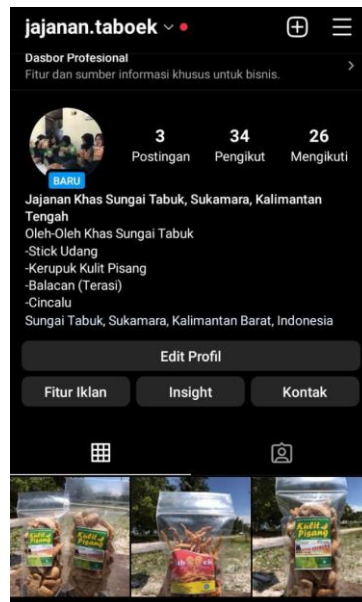 jajanan.taboek
Dasbor Profesional
Fitur dan sumber informasi khusus untuk bisnis.
3 34 26
Postingan Pengikut Mengikuti
BARU
Jajanan Khas Sungai Tabuk, Sukamara, Kalimantan
Tengah
Oleh-Oleh Khas Sungai Tabuk
-Stick Udang
-Kerupuk Kulit Pisang
-Balacan (Terasi)
-Cincalu
Sungai Tabuk, Sukamara, Kalimantan Barat, Indonesia
Edit Profil
Fitur Iklan Insight Kontak
Kulit
Pisang
Kulit
Pisang
Kulit
Pisang